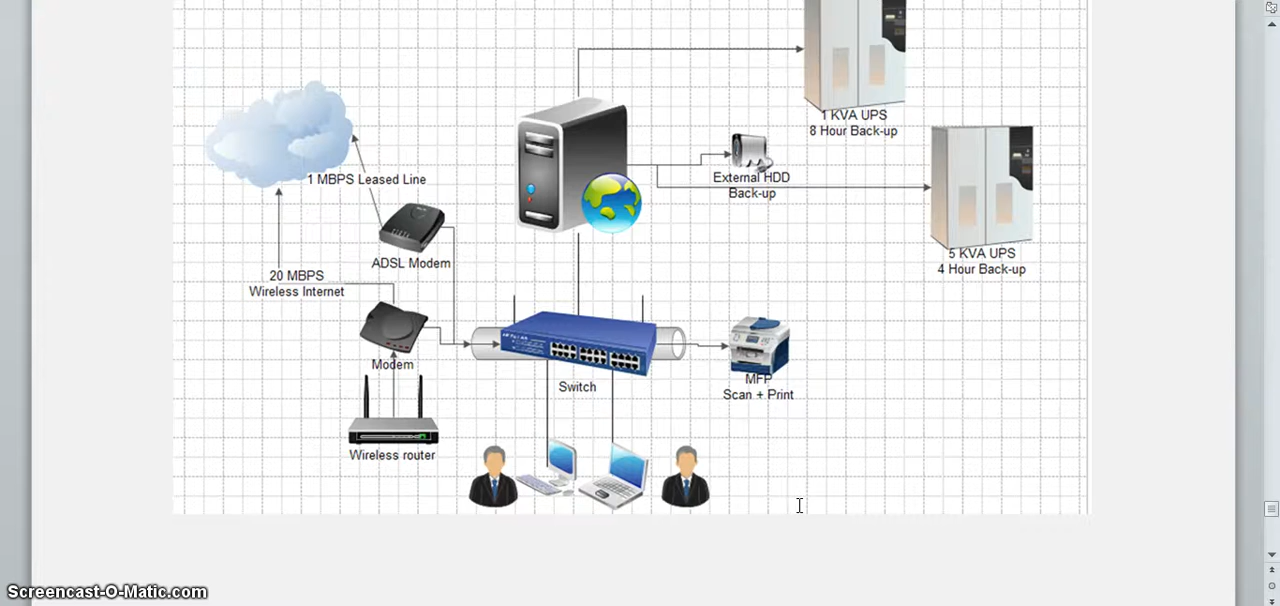 1 KVA UPS
8 Hour Back-up
1 MBPS Leased Line
External HDD
Back-up
ADSL Modem
5 KVA UPS
4 Hour Back-up
20 MBPS
Wireless Internet
Modem
Switch
MFP
Scan + Print
Wireless router
Screencast-O-Matic.com